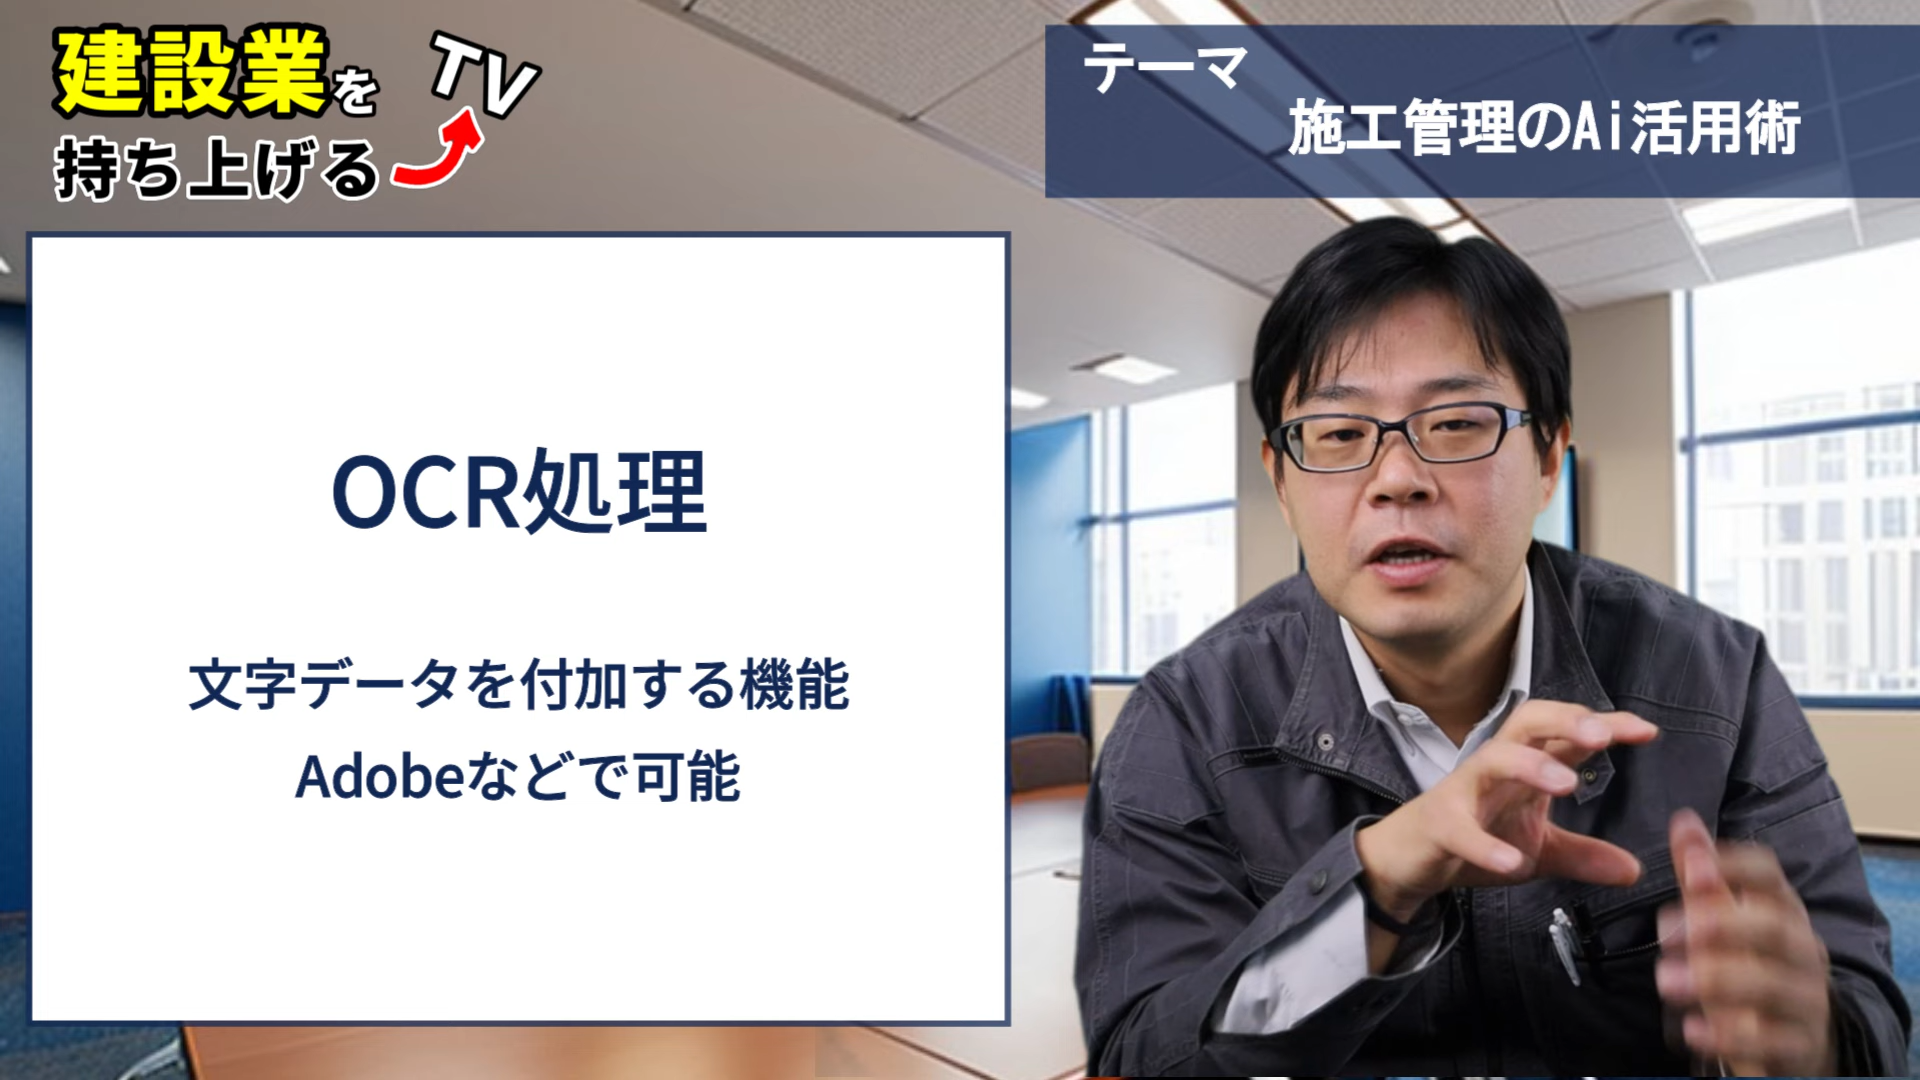 建設業を
持ち上げる
TV
テーマ
施工管理のAi活用術
OCR処理
文字データを付加する機能
Adobeなどで可能